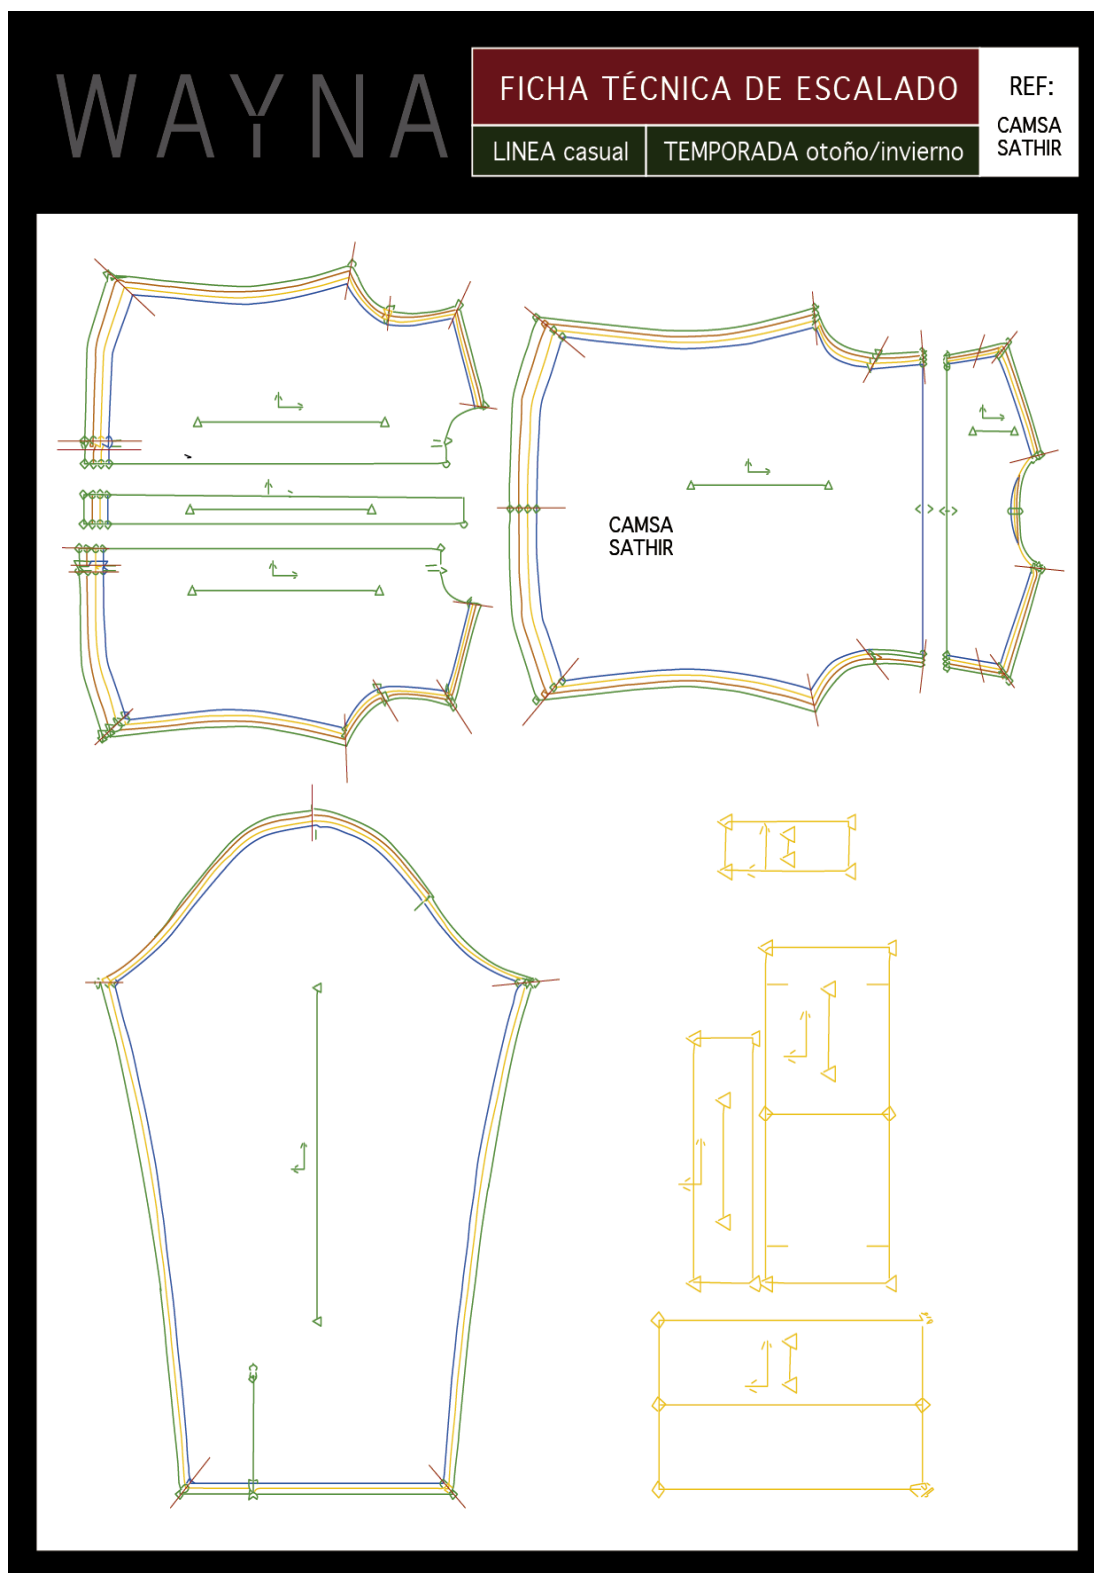 WAYNA
FICHA TÉCNICA DE ESCALADO
LINEA casual
TEMPORADA otoño/invierno
REF:
CAMSA
SATHIR
CAMSA
SATHIR